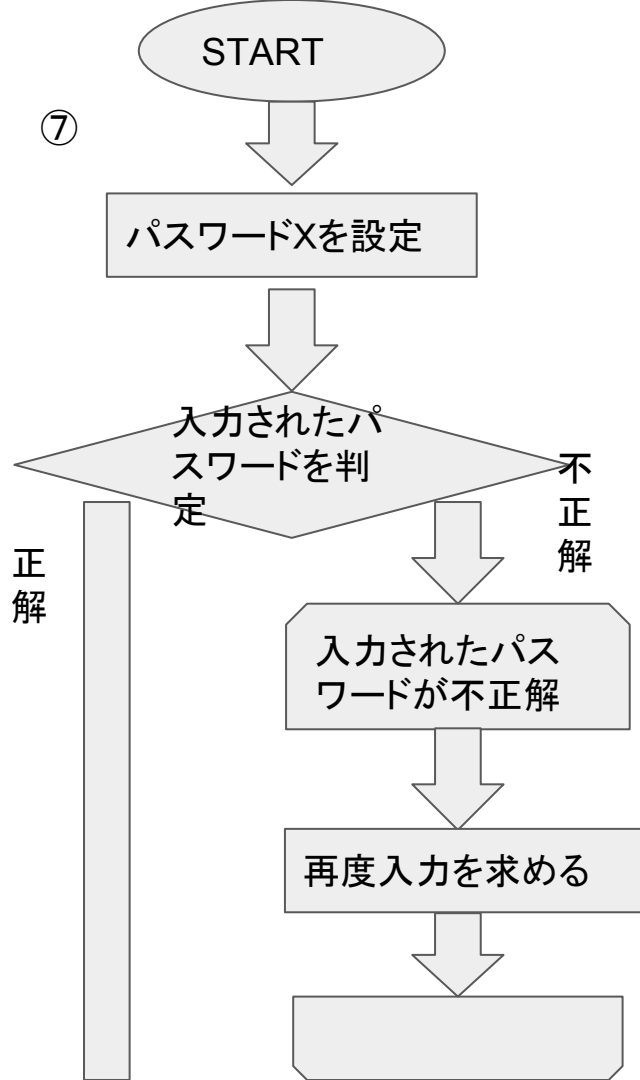 START
⑦
パスワードXを設定
入力されたパ
スワードを判
定
不
正
解
正
解
入力されたパス
ワードが不正解
再度入力を求める